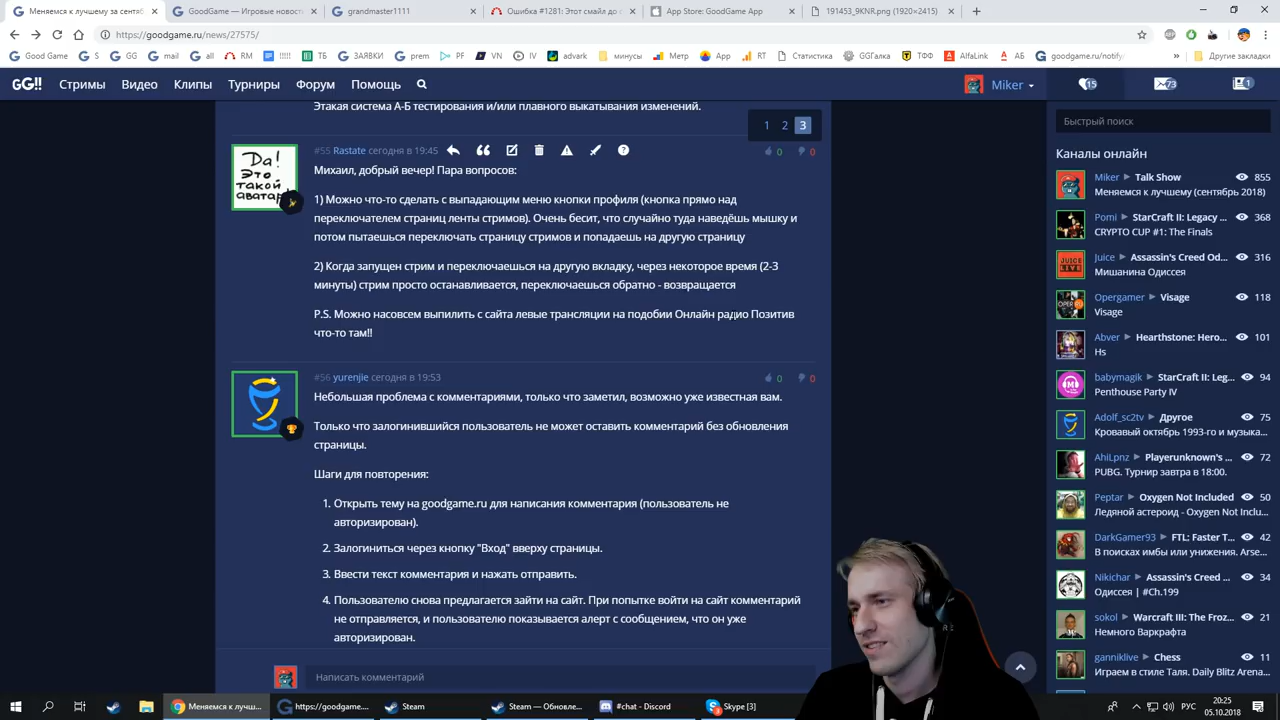 Меняемся к лучшему (сентяб
GoodGame — Игровые новост
grandmaster1111
Ошибка #1281: Этот смайл до с
App Store: GoodGame App
191453_9KNR.png (1920×2415)
https://goodgame.ru/news/27575/
Good Game
S
GG
mail
all
!!!!!
ТБ
ЗАЯВКИ
prem
PF
VN
IV
advark
минусы
Метр
App
RT
Статистика
GGГалка
ТФФ
AlfaLink
АБ
goodgame.ru/notify
»
Другие закладки
GG!!
Стримы
Видео
Клипы
Турниры
Форум
Помощь
Miker
15
73
1
Этакая система А-Б тестирования и/или плавного выкатывания изменений.
1 2 3
#55 Rastate сегодня в 19:45
0 0
Михаил, добрый вечер! Пара вопросов:
1) Можно что-то сделать с выпадающим меню кнопки профиля (кнопка прямо над
переключателем страниц ленты стримов). Очень бесит, что случайно туда наведёшь мышку и
потом пытаешься переключать страницу стримов и попадаешь на другую страницу
2) Когда запущен стрим и переключаешься на другую вкладку, через некоторое время (2-3
минуты) стрим просто останавливается, переключаешься обратно - возвращается
P.S. Можно насовсем выпилить с сайта левые трансляции на подобии Онлайн радио Позитив
что-то там!!
Да!
Это
такой
аватар!
#56 yurenjie сегодня в 19:53
0 0
Небольшая проблема с комментариями, только что заметил, возможно уже известная вам.
Только что залогинившийся пользователь не может оставить комментарий без обновления
страницы.
Шаги для повторения:
1. Открыть тему на goodgame.ru для написания комментария (пользователь не
авторизирован).
2. Залогиниться через кнопку "Вход" вверху страницы.
3. Ввести текст комментария и нажать отправить.
4. Пользователю снова предлагается зайти на сайт. При попытке войти на сайт комментарий
не отправляется, и пользователю показывается алерт с сообщением, что он уже
авторизирован.
Написать комментарий
Быстрый поиск
Каналы онлайн
Miker Talk Show 855
Меняемся к лучшему (сентябрь 2018)
Pomi StarCraft II: Legacy ... 368
CRYPTO CUP #1: The Finals
Juice Assassin's Creed Od... 316
Мишанина Одиссея
JUICE
LIVE
Opergamer Visage 118
Visage
Abver Hearthstone: Hero... 101
Hs
babymagik StarCraft II: Leg... 94
Penthouse Party IV
Adolf_sc2tv Другое 75
Кровавый октябрь 1993-го и музыка...
AhiLpnz Playerunknown's ... 72
PUBG. Турнир завтра в 18:00.
Peptar Oxygen Not Included 50
Ледяной астероид - Oxygen Not Inclu...
DarkGamer93 FTL: Faster T... 42
В поисках имбы или унижения. Arse...
Nikichar Assassin's Creed ... 34
Одиссея | #Ch.199
sokol Warcraft III: The Froz... 21
Немного Варкрафта
ganniklive Chess 11
Играем в стиле Таля. Daily Blitz Arena...
Меняемся к лучш...
https://goodgame....
Steam
Steam — Обновле...
#chat - Discord
Skype [3]
РУС
20:25
05.10.2018